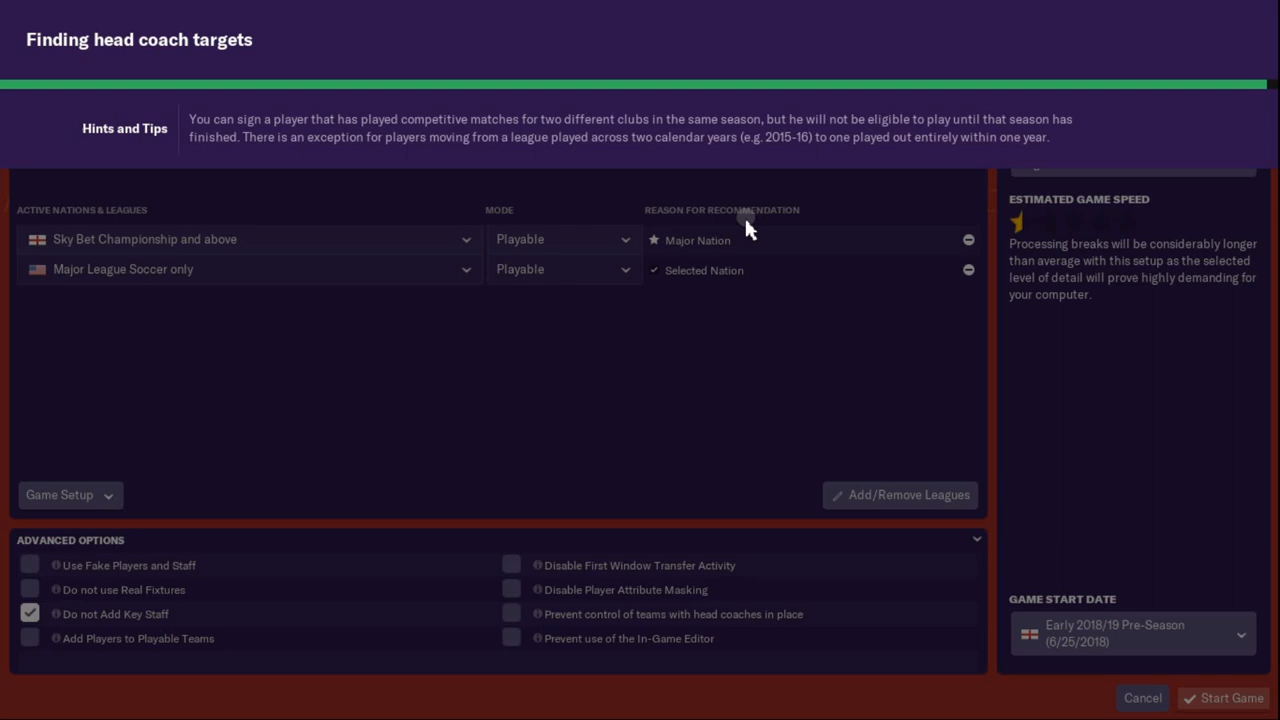 Finding head coach targets
Hints and Tips
You can sign a player that has played competitive matches for two different clubs in the same season, but he will not be eligible to play until that season has
finished. There is an exception for players moving from a league played across two calendar years (e.g. 2015-16) to one played out entirely within one year.
ACTIVE NATIONS & LEAGUES MODE REASON FOR RECOMMENDATION
Sky Bet Championship and above Playable Major Nation
Major League Soccer only Playable Selected Nation
Game Setup Add/Remove Leagues
ADVANCED OPTIONS
Use Fake Players and Staff Disable First Window Transfer Activity
Do not use Real Fixtures Disable Player Attribute Masking
Do not Add Key Staff Prevent control of teams with head coaches in place
Add Players to Playable Teams Prevent use of the In-Game Editor
ESTIMATED GAME SPEED
Processing breaks will be considerably longer
than average with this setup as the selected
level of detail will prove highly demanding for
your computer.
GAME START DATE
Early 2018/19 Pre-Season
(6/25/2018)
Cancel Start Game